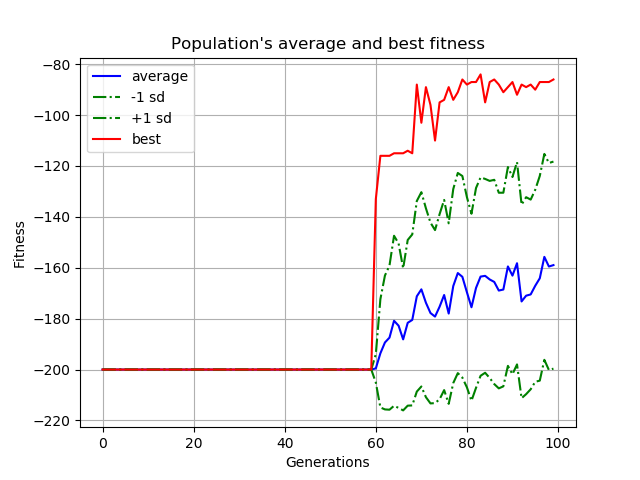 Population's average and best fitness
average
-1 sd
+1 sd
best
Fitness
−80
−100
−120
−140
−160
−180
−200
−220
0 20 40 60 80 100
Generations